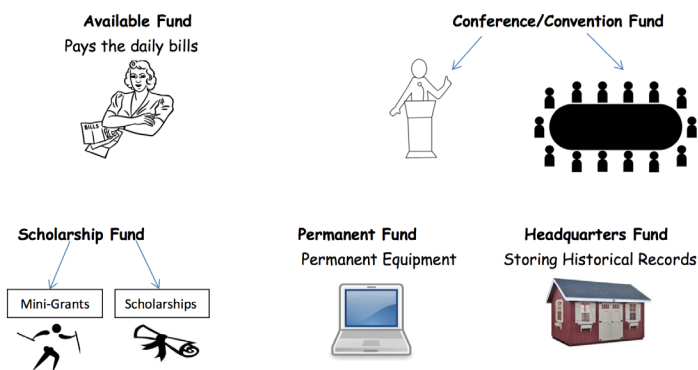 Available Fund
Pays the daily bills
BILLS
Conference/Convention Fund
Scholarship Fund
Mini-Grants
Scholarships
Permanent Fund
Permanent Equipment
Headquarters Fund
Storing Historical Records